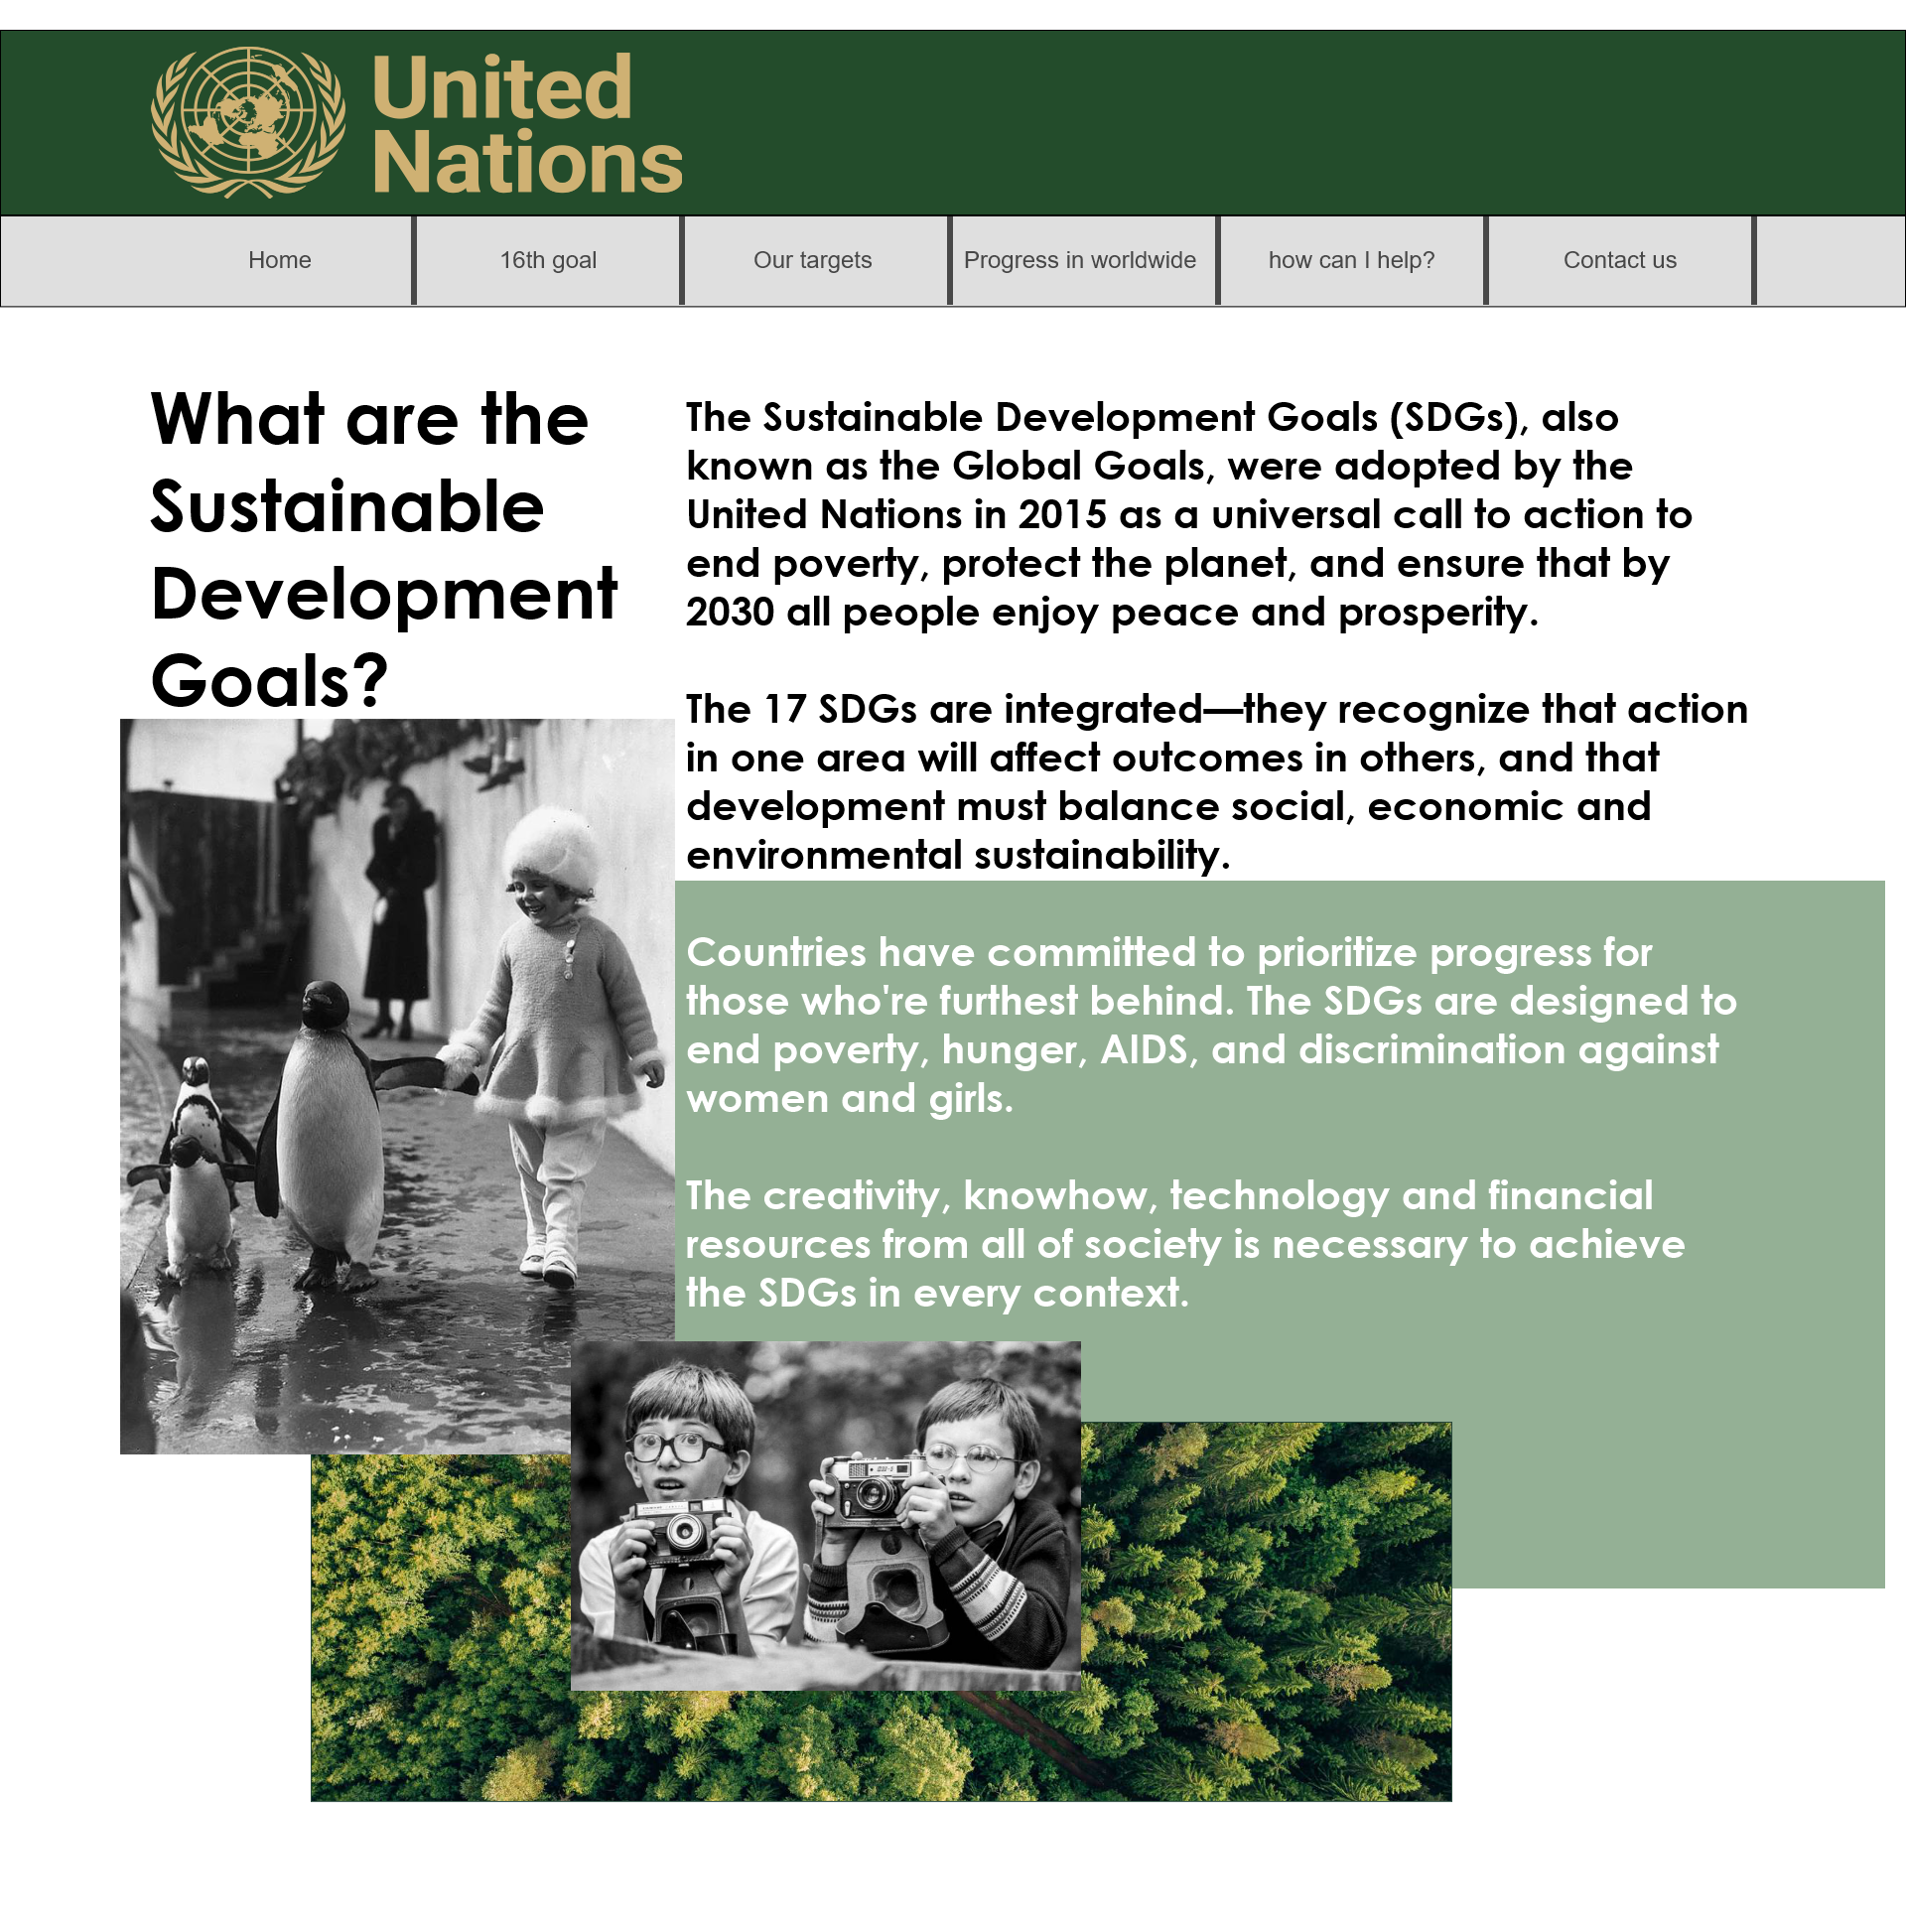 United
Nations
Home
16th goal
Our targets
Progress in worldwide
how can I help?
Contact us
What are the
Sustainable
Development
Goals?
The Sustainable Development Goals (SDGs), also
known as the Global Goals, were adopted by the
United Nations in 2015 as a universal call to action to
end poverty, protect the planet, and ensure that by
2030 all people enjoy peace and prosperity.
The 17 SDGs are integrated—they recognize that action
in one area will affect outcomes in others, and that
development must balance social, economic and
environmental sustainability.
Countries have committed to prioritize progress for
those who're furthest behind. The SDGs are designed to
end poverty, hunger, AIDS, and discrimination against
women and girls.
The creativity, knowhow, technology and financial
resources from all of society is necessary to achieve
the SDGs in every context.